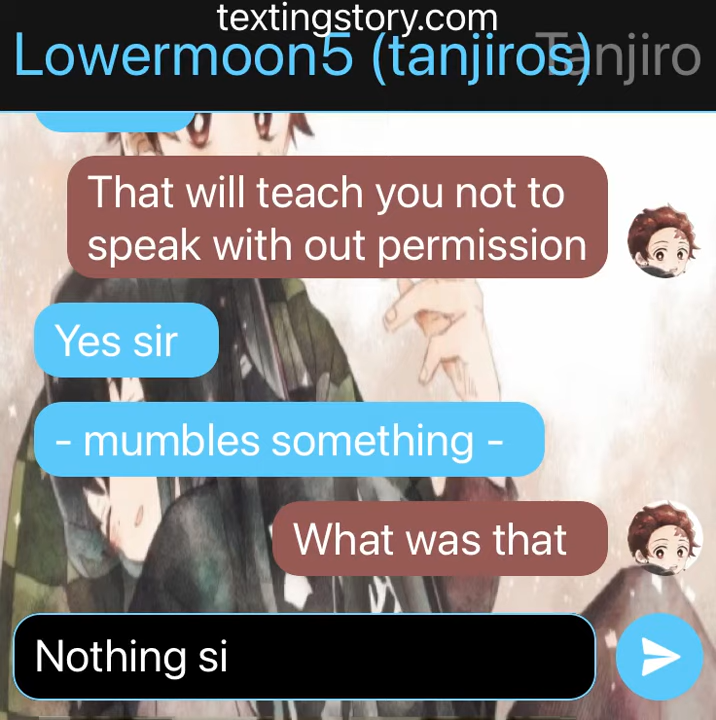 textingstory.com
Lowermoon5 (tanjiros)
Tanjiro
That will teach you not to
speak with out permission
Yes sir
- mumbles something -
What was that
Nothing si